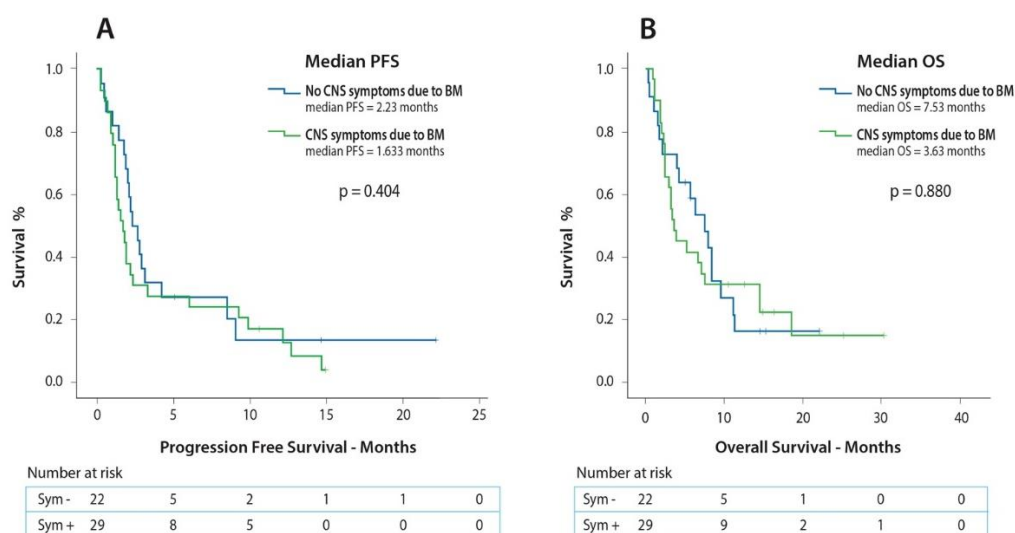 A
Median PFS
No CNS symptoms due to BM
median PFS = 2.23 months
CNS symptoms due to BM
median PFS = 1.633 months
p = 0.404
Survival %
1.0
0.8
0.6
0.4
0.2
0.0
0 5 10 15 20 25
Progression Free Survival - Months
Number at risk
Sym - 22 5 2 1 1 0
Sym + 29 8 5 0 0 0
B
Median OS
No CNS symptoms due to BM
median OS = 7.53 months
CNS symptoms due to BM
median OS = 3.63 months
p = 0.880
Survival %
1.0
0.8
0.6
0.4
0.2
0.0
0 10 20 30 40
Overall Survival - Months
Number at risk
Sym - 22 5 1 0 0
Sym + 29 9 2 1 0